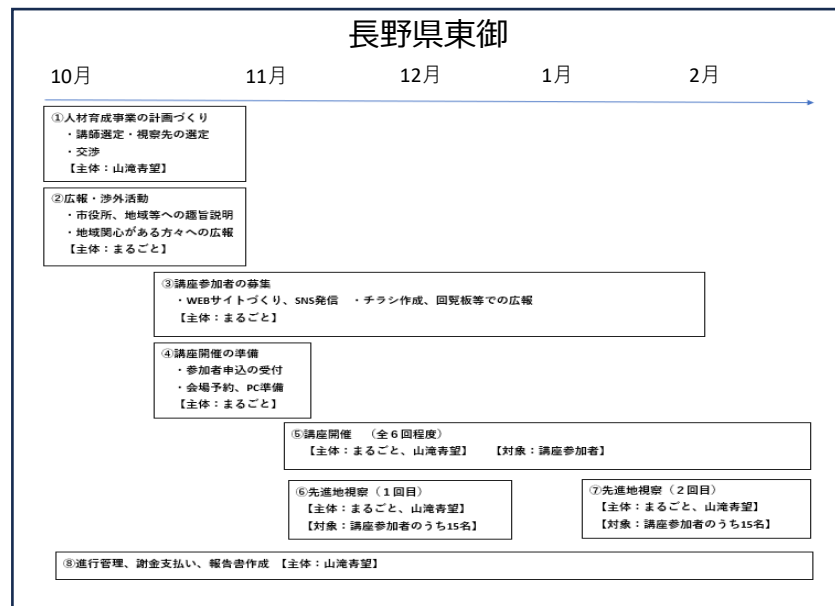 長野県東御
10月 11月 12月 1月 2月
①人材育成事業の計画づくり
・講師選定・視察先の選定
・交渉
【主体：山滝青望】
②広報・渉外活動
・市役所、地域等への趣旨説明
・地域関心がある方々への広報
【主体：まるごと】
③講座参加者の募集
・WEBサイトづくり、SNS発信 ・チラシ作成、回覧板等での広報
【主体：まるごと】
④講座開催の準備
・参加者申込の受付
・会場予約、PC準備
【主体：まるごと】
⑤講座開催 （全６回程度）
【主体：まるごと、山滝青望】 【対象：講座参加者】
⑥先進地視察（１回目）
【主体：まるごと、山滝青望】
【対象：講座参加者のうち15名】
⑦先進地視察（２回目）
【主体：まるごと、山滝青望】
【対象：講座参加者のうち15名】
⑧進行管理、謝金支払い、報告書作成 【主体：山滝青望】